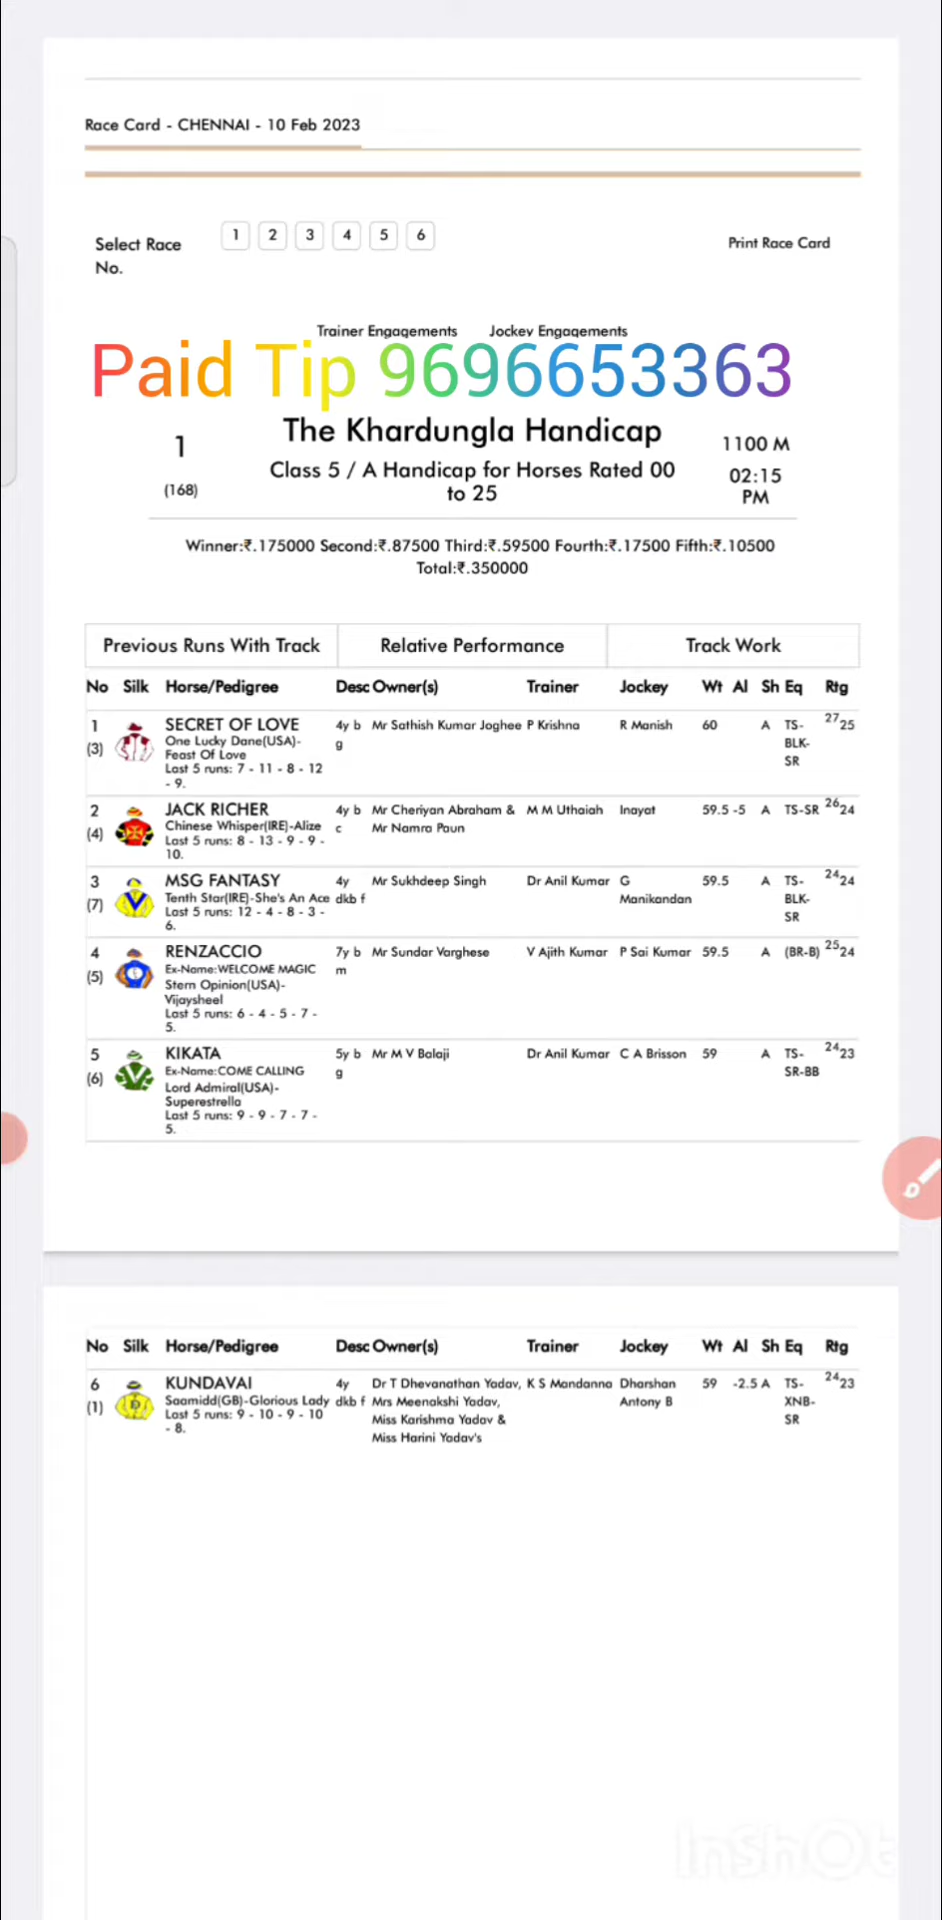 Race Card - CHENNAI - 10 Feb 2023
Select Race
No.
1 2 3 4 5 6
Print Race Card
Trainer Engagements Jockey Engagements
Paid Tip 9696653363
The Khardungla Handicap
1 Class 5 / A Handicap for Horses Rated 00 1100 M
(168) to 25 02:15
PM
Winner:₹.175000 Second:₹.87500 Third:₹.59500 Fourth:₹.17500 Fifth:₹.10500
Total:₹.350000
Previous Runs With Track Relative Performance Track Work
No Silk Horse/Pedigree Desc Owner(s) Trainer Jockey Wt Al Sh Eq Rtg
1 SECRET OF LOVE 4y b Mr Sathish Kumar Joghee P Krishna R Manish 60 A TS- 27 25
(3) One Lucky Dane(USA)- g BLK-
Feast Of Love SR
Last 5 runs: 7 - 11 - 8 - 12
- 9.
2 JACK RICHER 4y b Mr Cheriyan Abraham & M M Uthaiah Inayat 59.5 -5 A TS-SR 26 24
(4) Chinese Whisper(IRE)-Alize c Mr Namra Paun
Last 5 runs: 8 - 13 - 9 - 9 -
10.
3 MSG FANTASY 4y Mr Sukhdeep Singh Dr Anil Kumar G 59.5 A TS- 24 24
(7) Tenth Star(IRE)-She's An Ace dkb f Manikandan BLK-
Last 5 runs: 12 - 4 - 8 - 3 - SR
6.
4 RENZACCIO 7y b Mr Sundar Varghese V Ajith Kumar P Sai Kumar 59.5 A (BR-B) 25 24
(5) Ex-Name:WELCOME MAGIC m
Stern Opinion(USA)-
Vijaysheel
Last 5 runs: 6 - 4 - 5 - 7 -
5.
5 KIKATA 5y b Mr M V Balaji Dr Anil Kumar C A Brisson 59 A TS- 24 23
(6) Ex-Name:COME CALLING g SR-BB
Lord Admiral(USA)-
Superestrella
Last 5 runs: 9 - 9 - 7 - 7 -
5.
No Silk Horse/Pedigree Desc Owner(s) Trainer Jockey Wt Al Sh Eq Rtg
6 KUNDAVAI 4y Dr T Dhevanathan Yadav, K S Mandanna Dharshan 59 -2.5 A TS- 24 23
(1) Saamidd(GB)-Glorious Lady dkb f Mrs Meenakshi Yadav, Antony B XNB-
Last 5 runs: 9 - 10 - 9 - 10 Miss Karishma Yadav & SR
- 8. Miss Harini Yadav's
InShOt